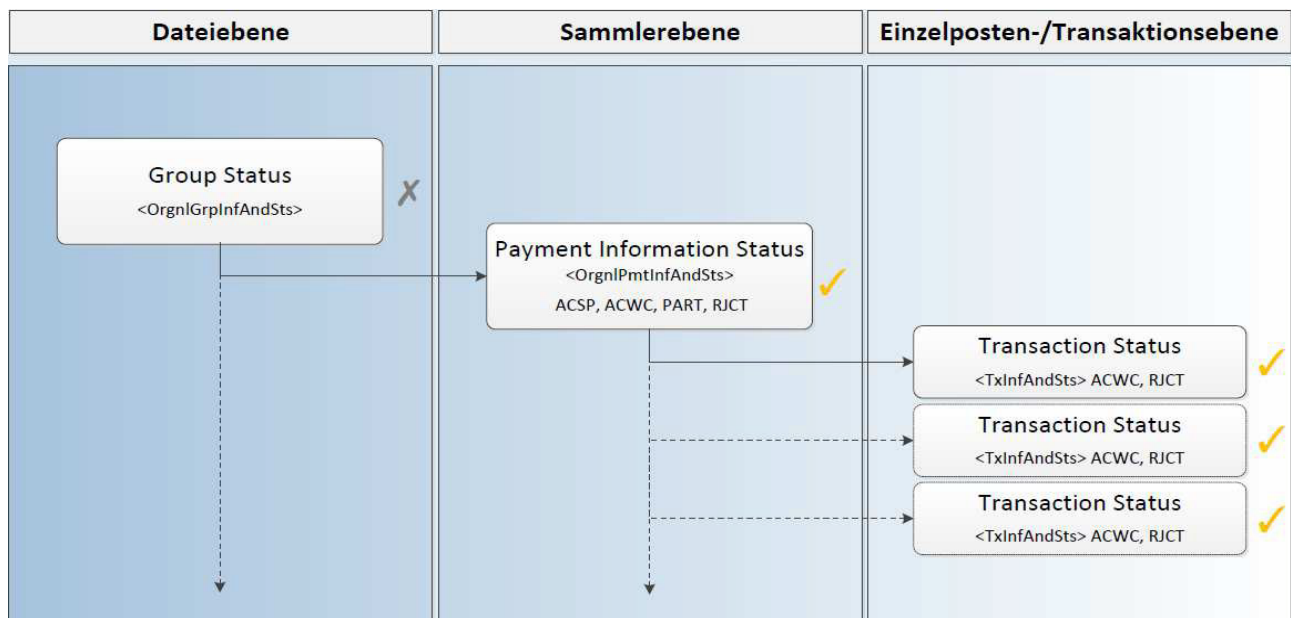 Dateiebene
Sammlerebene
Einzelposten-/Transaktionsebene
Group Status
<OrgnlGrpInfAndSts>
Payment Information Status
<OrgnlPmtInfAndSts>
ACSP, ACWC, PART, RJCT
Transaction Status
<TxInfAndSts> ACWC, RJCT
Transaction Status
<TxInfAndSts> ACWC, RJCT
Transaction Status
<TxInfAndSts> ACWC, RJCT